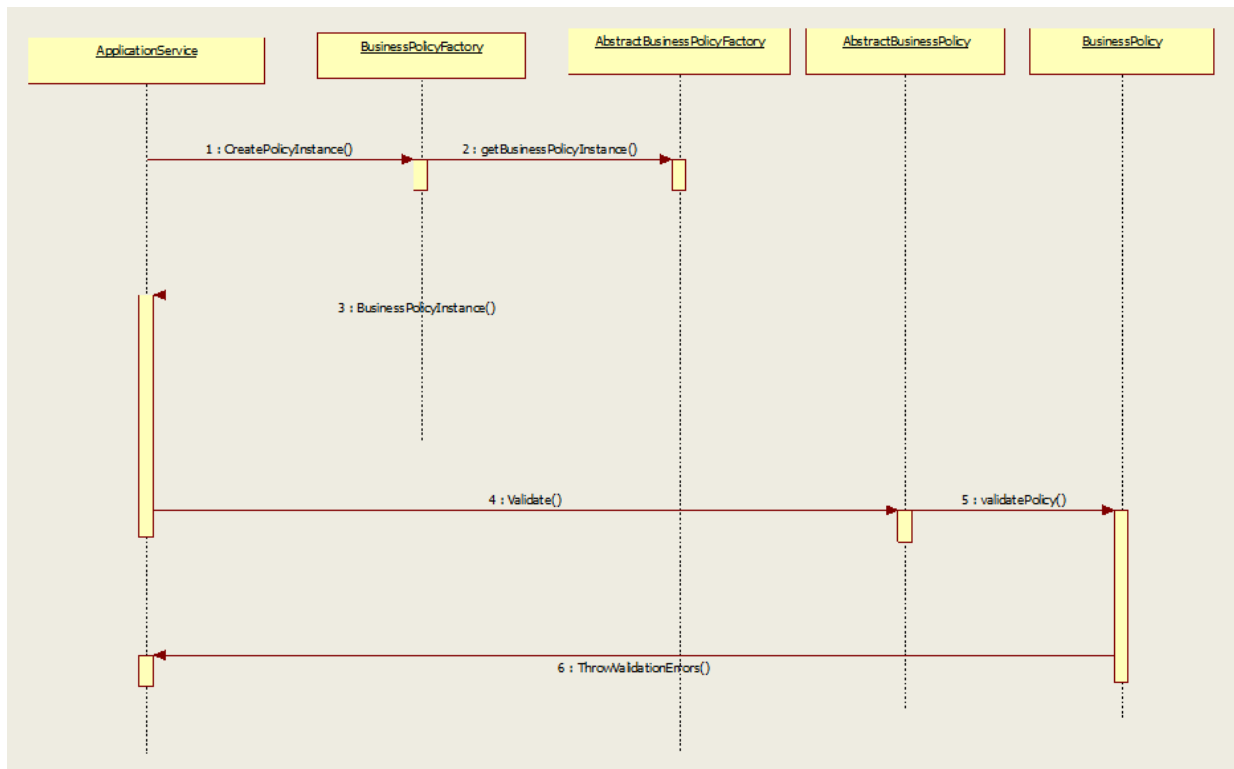 ApplicationService
BusinessPolicyFactory
AbstractBusinessPolicyFactory
AbstractBusinessPolicy
BusinessPolicy
1 : CreatePolicyInstance()
2 : getBusinessPolicyInstance()
3 : BusinessPolicyInstance()
4 : Validate()
5 : validatePolicy()
6 : ThrowValidationErrors()